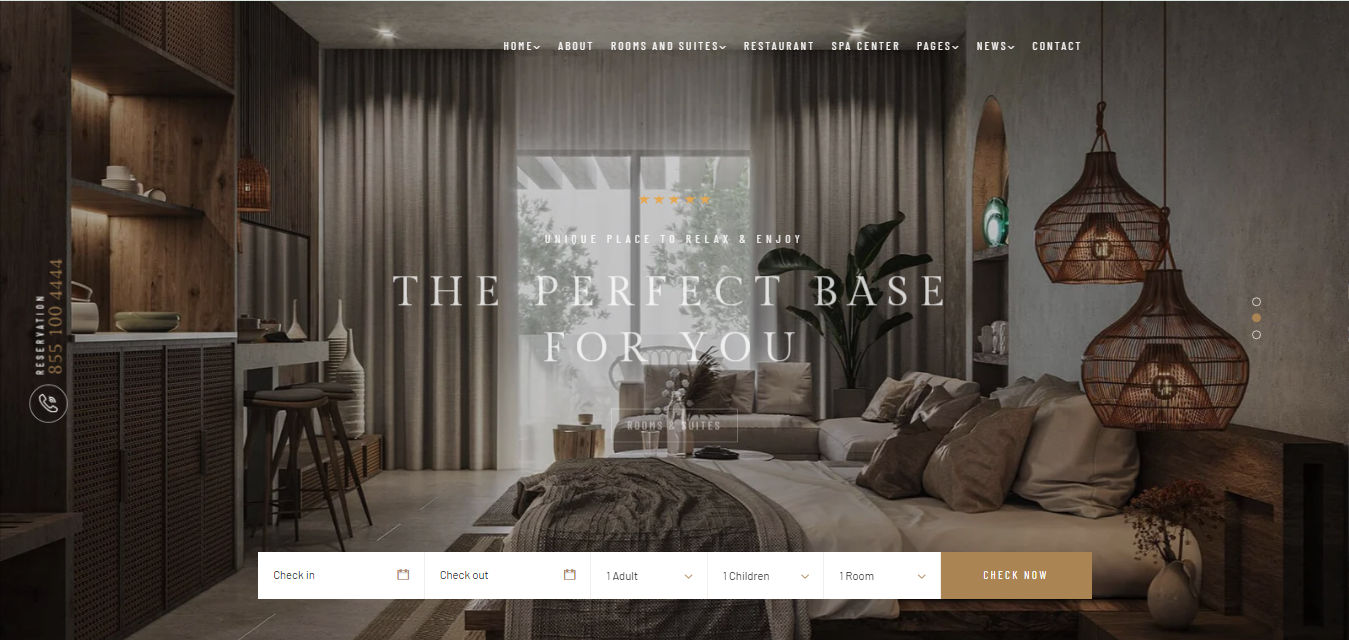 HOME ABOUT ROOMS AND SUITES RESTAURANT SPA CENTER PAGES NEWS CONTACT
UNIQUE PLACE TO RELAX & ENJOY
THE PERFECT BASE
FOR YOU
ROOMS & SUITES
RESERVATION
855 100 4444
Check in Check out 1 Adult 1 Children 1 Room CHECK NOW